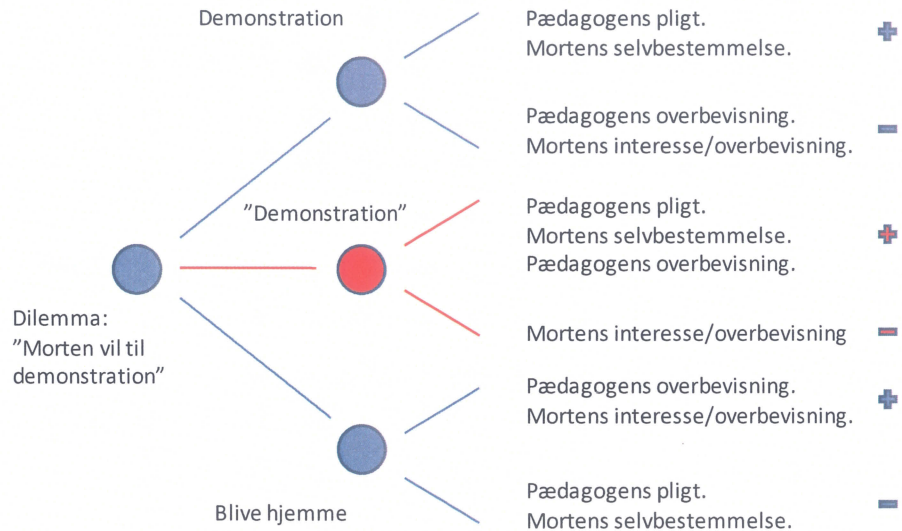 Demonstration
Pædagogens pligt.
Mortens selvbestemmelse.
Pædagogens overbevisning.
Mortens interesse/overbevisning.
"Demonstration"
Pædagogens pligt.
Mortens selvbestemmelse.
Pædagogens overbevisning.
Dilemma:
"Morten vil til
demonstration"
Mortens interesse/overbevisning
Pædagogens overbevisning.
Mortens interesse/overbevisning.
Blive hjemme
Pædagogens pligt.
Mortens selvbestemmelse.